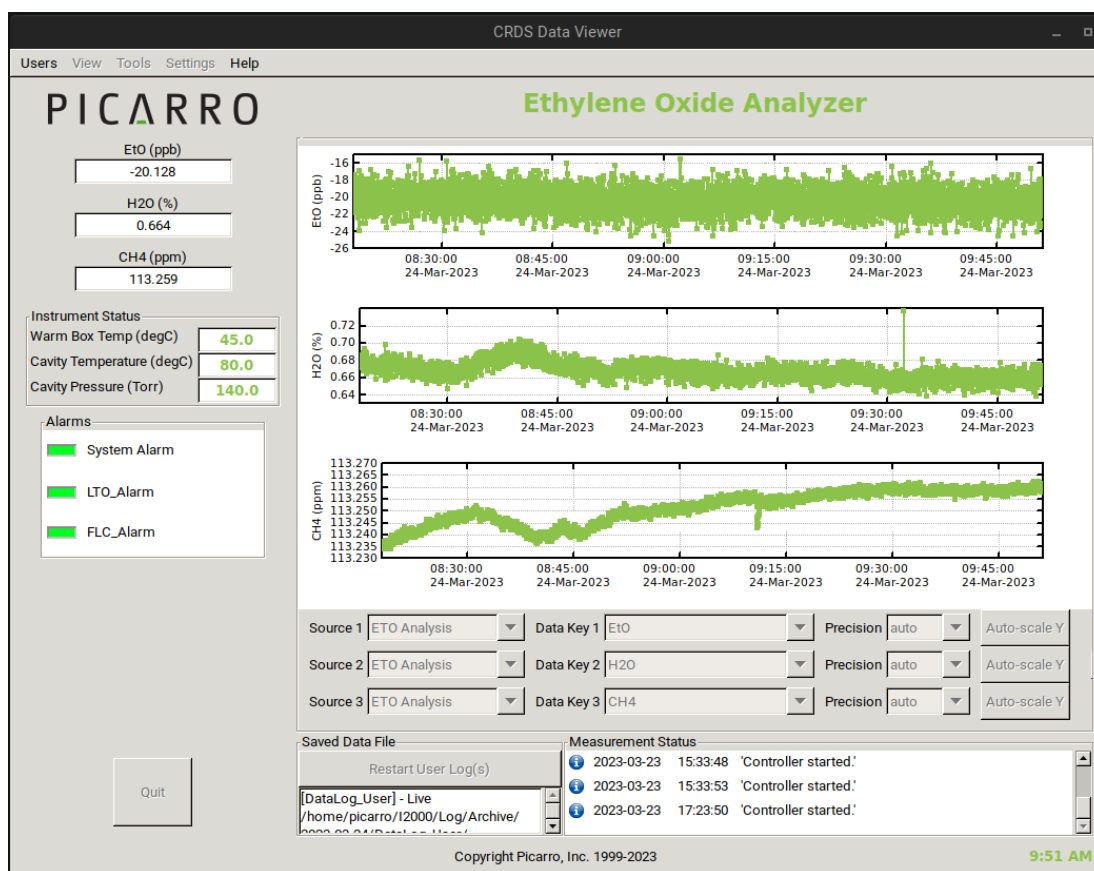 CRDS Data Viewer
Users View Tools Settings Help
PICARRO
Ethylene Oxide Analyzer
EtO (ppb)
-20.128
H2O (%)
0.664
CH4 (ppm)
113.259
Instrument Status
Warm Box Temp (degC) 45.0
Cavity Temperature (degC) 80.0
Cavity Pressure (Torr) 140.0
Alarms
System Alarm
LTO_Alarm
FLC_Alarm
EtO (ppb)
-16
-18
-20
-22
-24
-26
08:30:00 08:45:00 09:00:00 09:15:00 09:30:00 09:45:00
24-Mar-2023 24-Mar-2023 24-Mar-2023 24-Mar-2023 24-Mar-2023 24-Mar-2023
H2O (%)
0.72
0.70
0.68
0.66
0.64
08:30:00 08:45:00 09:00:00 09:15:00 09:30:00 09:45:00
24-Mar-2023 24-Mar-2023 24-Mar-2023 24-Mar-2023 24-Mar-2023 24-Mar-2023
CH4 (ppm)
113.270
113.265
113.260
113.255
113.250
113.245
113.240
113.235
113.230
08:30:00 08:45:00 09:00:00 09:15:00 09:30:00 09:45:00
24-Mar-2023 24-Mar-2023 24-Mar-2023 24-Mar-2023 24-Mar-2023 24-Mar-2023
Source 1 ETO Analysis Data Key 1 EtO Precision auto Auto-scale Y
Source 2 ETO Analysis Data Key 2 H2O Precision auto Auto-scale Y
Source 3 ETO Analysis Data Key 3 CH4 Precision auto Auto-scale Y
Saved Data File
Restart User Log(s)
[DataLog_User] - Live
/home/picarro/I2000/Log/Archive/
Measurement Status
2023-03-23 15:33:48 'Controller started.'
2023-03-23 15:33:53 'Controller started.'
2023-03-23 17:23:50 'Controller started.'
Quit
Copyright Picarro, Inc. 1999-2023
9:51 AM